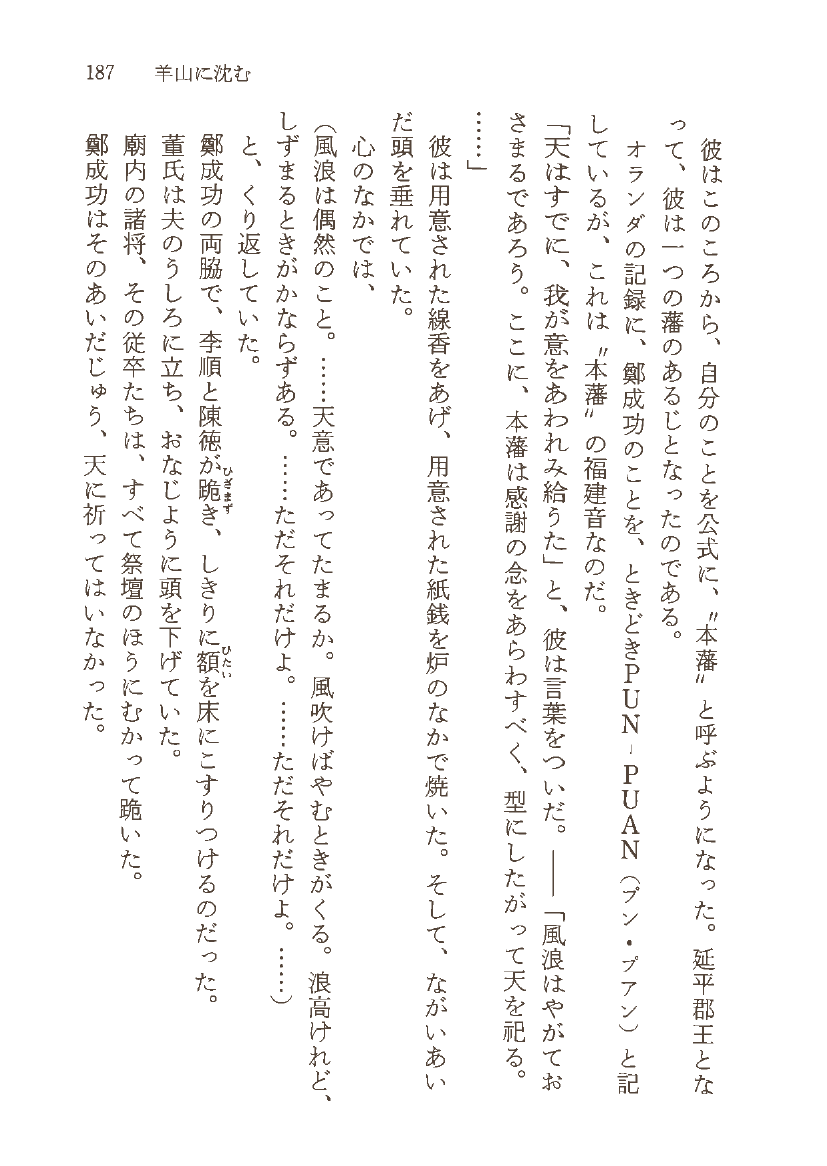 187 羊山に沈む
彼はこのころから、自分のことを公式に、〝本藩〟と呼ぶようになった。延平郡王とな
って、彼は一つの藩のあるじとなったのである。
オランダの記録に、鄭成功のことを、ときどきPUN-PUAN（プン・プアン）と記
しているが、これは〝本藩〟の福建音なのだ。
「天はすでに、我が意をあわれみ給うた」と、彼は言葉をついだ。――「風浪はやがてお
さまるであろう。ここに、本藩は感謝の念をあらわすべく、型にしたがって天を祀る。
……」
彼は用意された線香をあげ、用意された紙銭を炉のなかで焼いた。そして、ながいあい
だ頭を垂れていた。
心のなかでは、
（風浪は偶然のこと。……天意であってたまるか。風吹けばやむときがくる。浪高けれど、
しずまるときがかならずある。……ただそれだけよ。……ただそれだけよ。……）
と、くり返していた。
鄭成功の両脇で、李順と陳徳が跪き、しきりに額を床にこすりつけるのだった。
ひざまず
ひたい
董氏は夫のうしろに立ち、おなじように頭を下げていた。
廟内の諸将、その従卒たちは、すべて祭壇のほうにむかって跪いた。
鄭成功はそのあいだじゅう、天に祈ってはいなかった。